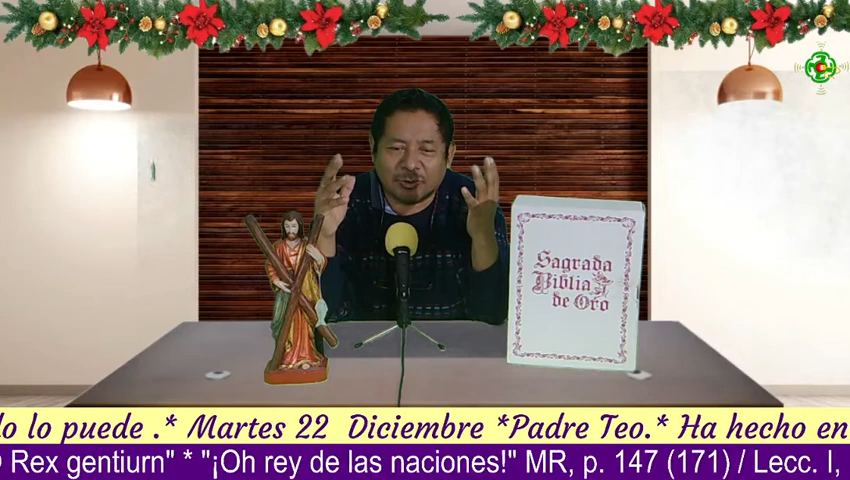 Sagrada
Biblia
de Oro
lo puede .* Martes 22 Diciembre *Padre Teo.* Ha hecho en
Rex gentiurn" * "¡Oh rey de las naciones!" MR, p. 147 (171) / Lecc. I,